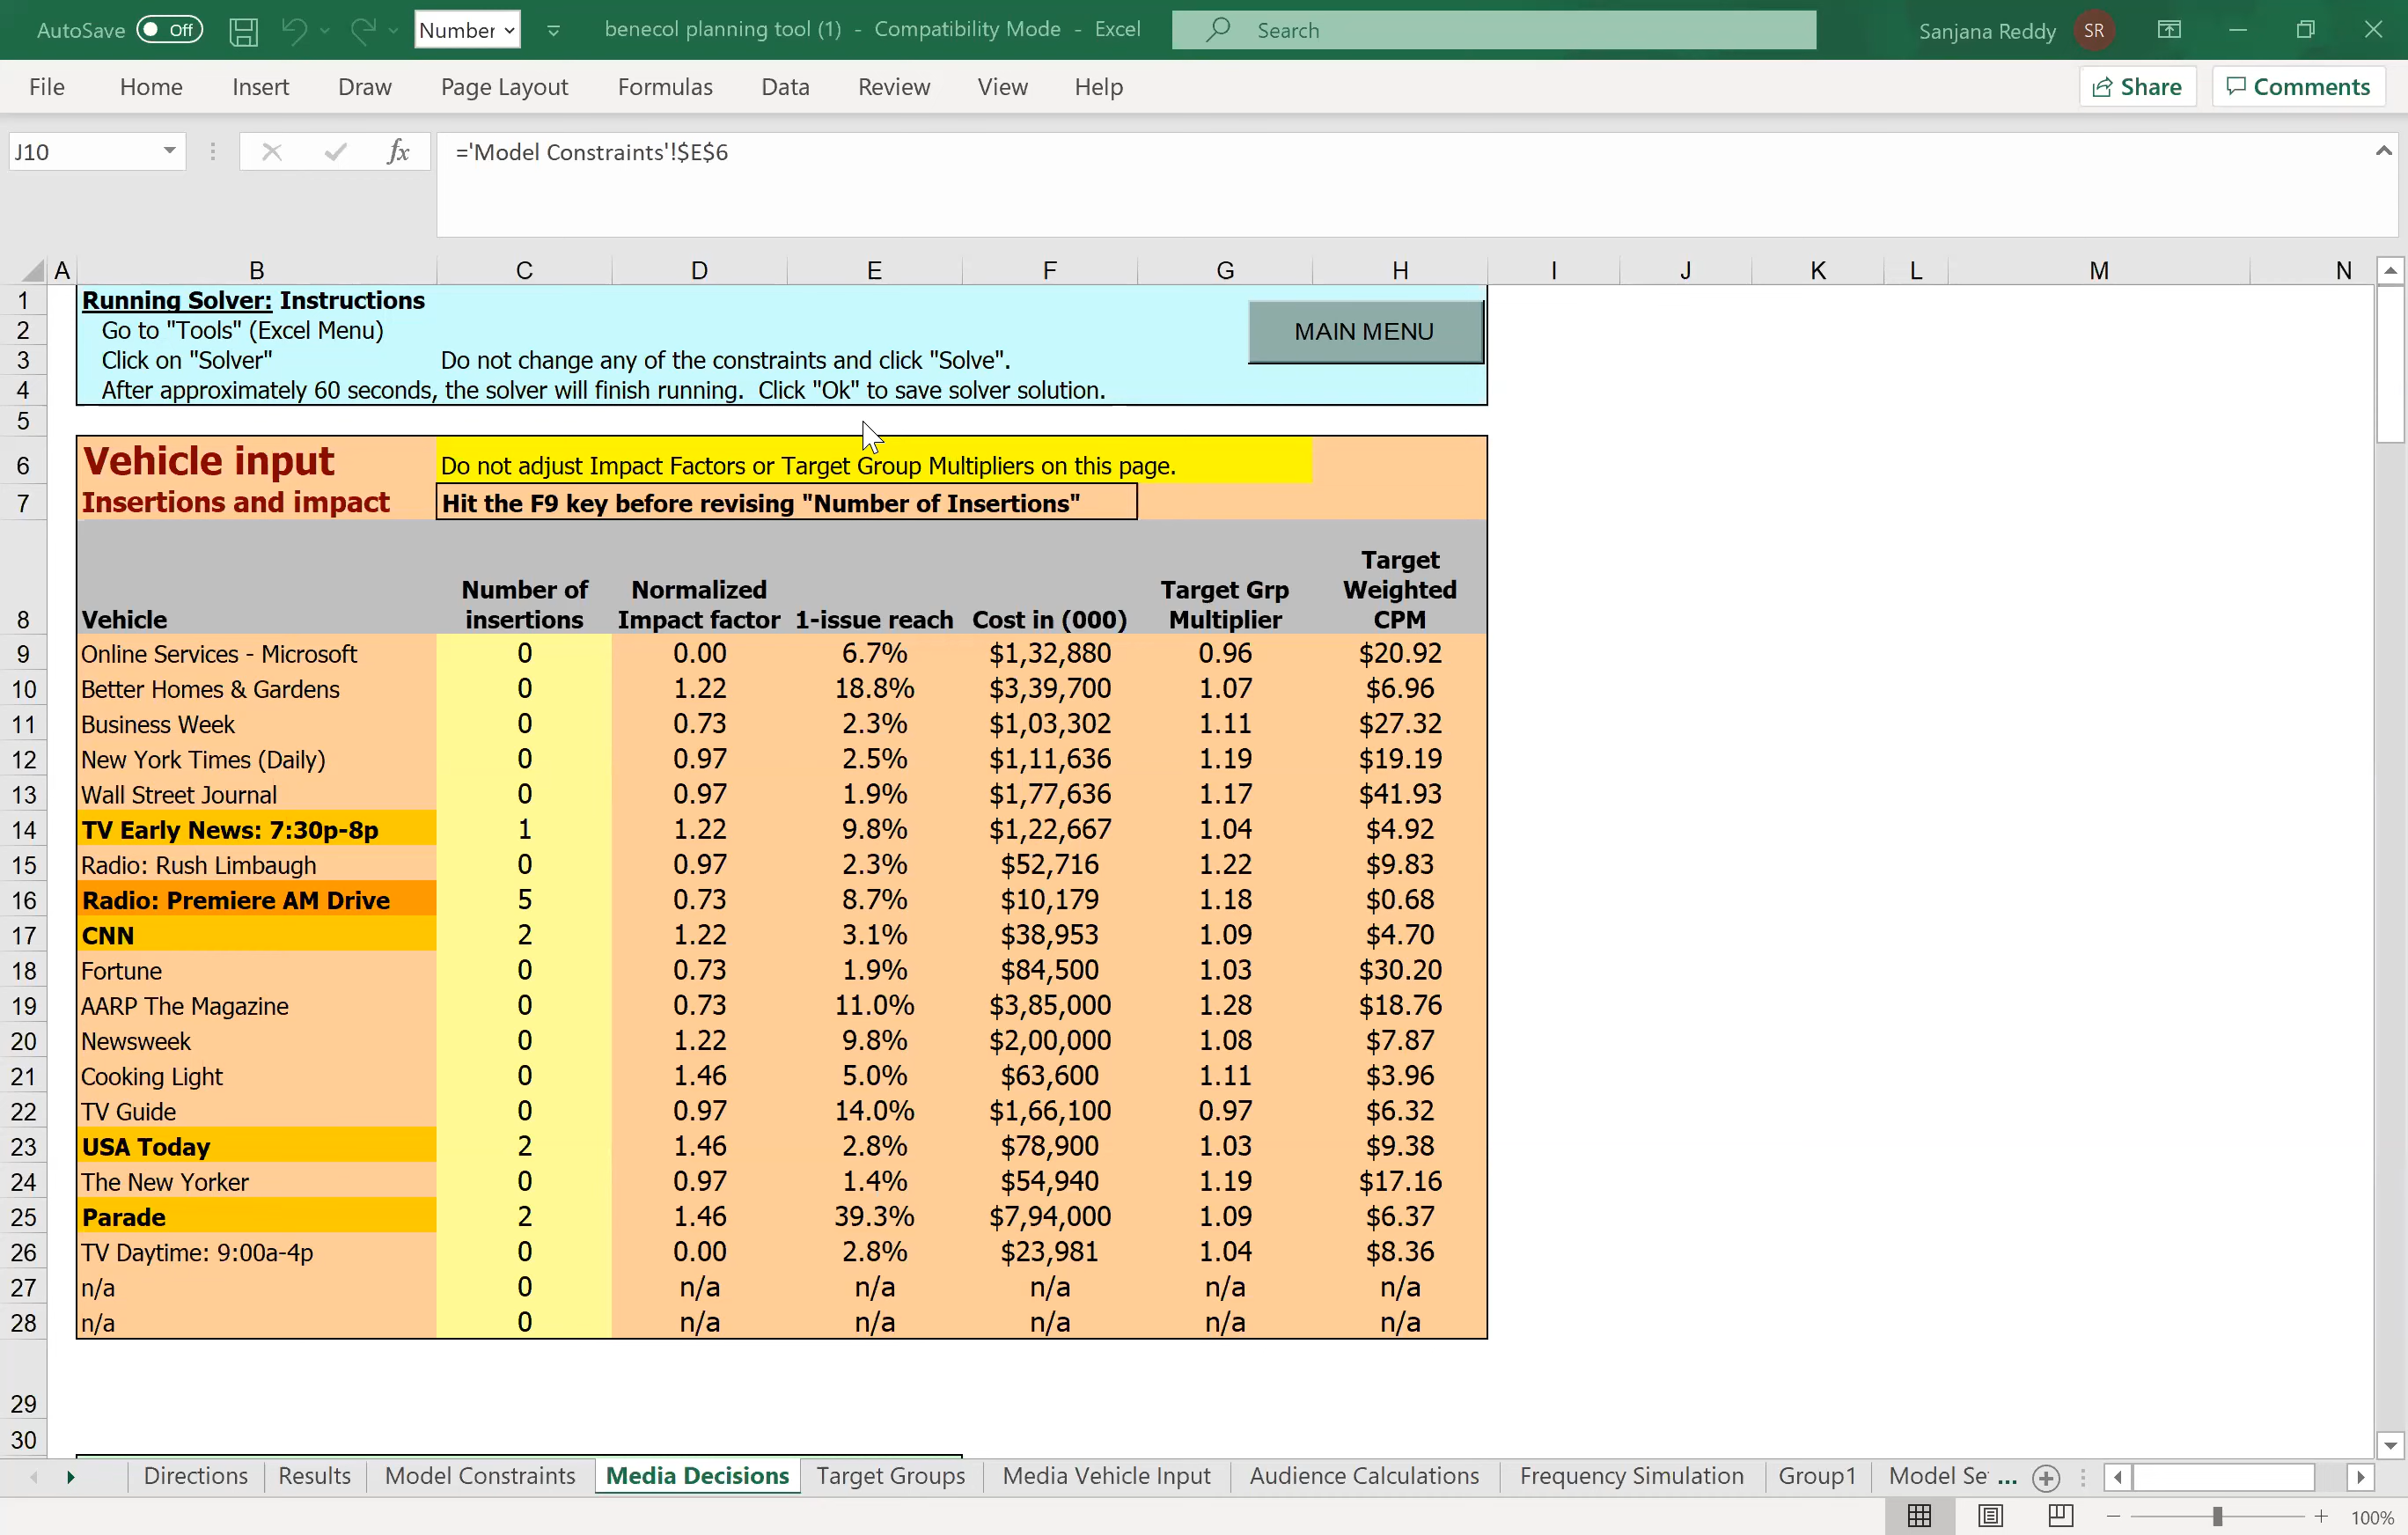 AutoSave Off Number benecol planning tool (1) - Compatibility Mode - Excel Search Sanjana Reddy SR
File Home Insert Draw Page Layout Formulas Data Review View Help Share Comments
J10 fx ='Model Constraints'!$E$6
A B C D E F G H I J K L M N
1 Running Solver: Instructions
MAIN MENU
2 Go to "Tools" (Excel Menu)
3 Click on "Solver" Do not change any of the constraints and click "Solve".
4 After approximately 60 seconds, the solver will finish running. Click "Ok" to save solver solution.
5
6 Vehicle input Do not adjust Impact Factors or Target Group Multipliers on this page.
7 Insertions and impact Hit the F9 key before revising "Number of Insertions"
Target
Number of Normalized Target Grp Weighted
8 Vehicle insertions Impact factor 1-issue reach Cost in (000) Multiplier CPM
9 Online Services - Microsoft 0 0.00 6.7% $1,32,880 0.96 $20.92
10 Better Homes & Gardens 0 1.22 18.8% $3,39,700 1.07 $6.96
11 Business Week 0 0.73 2.3% $1,03,302 1.11 $27.32
12 New York Times (Daily) 0 0.97 2.5% $1,11,636 1.19 $19.19
13 Wall Street Journal 0 0.97 1.9% $1,77,636 1.17 $41.93
14 TV Early News: 7:30p-8p 1 1.22 9.8% $1,22,667 1.04 $4.92
15 Radio: Rush Limbaugh 0 0.97 2.3% $52,716 1.22 $9.83
16 Radio: Premiere AM Drive 5 0.73 8.7% $10,179 1.18 $0.68
17 CNN 2 1.22 3.1% $38,953 1.09 $4.70
18 Fortune 0 0.73 1.9% $84,500 1.03 $30.20
19 AARP The Magazine 0 0.73 11.0% $3,85,000 1.28 $18.76
20 Newsweek 0 1.22 9.8% $2,00,000 1.08 $7.87
21 Cooking Light 0 1.46 5.0% $63,600 1.11 $3.96
22 TV Guide 0 0.97 14.0% $1,66,100 0.97 $6.32
23 USA Today 2 1.46 2.8% $78,900 1.03 $9.38
24 The New Yorker 0 0.97 1.4% $54,940 1.19 $17.16
25 Parade 2 1.46 39.3% $7,94,000 1.09 $6.37
26 TV Daytime: 9:00a-4p 0 0.00 2.8% $23,981 1.04 $8.36
27 n/a 0 n/a n/a n/a n/a n/a
28 n/a 0 n/a n/a n/a n/a n/a
29
30
Directions Results Model Constraints Media Decisions Target Groups Media Vehicle Input Audience Calculations Frequency Simulation Group1 Model Se ...
100%